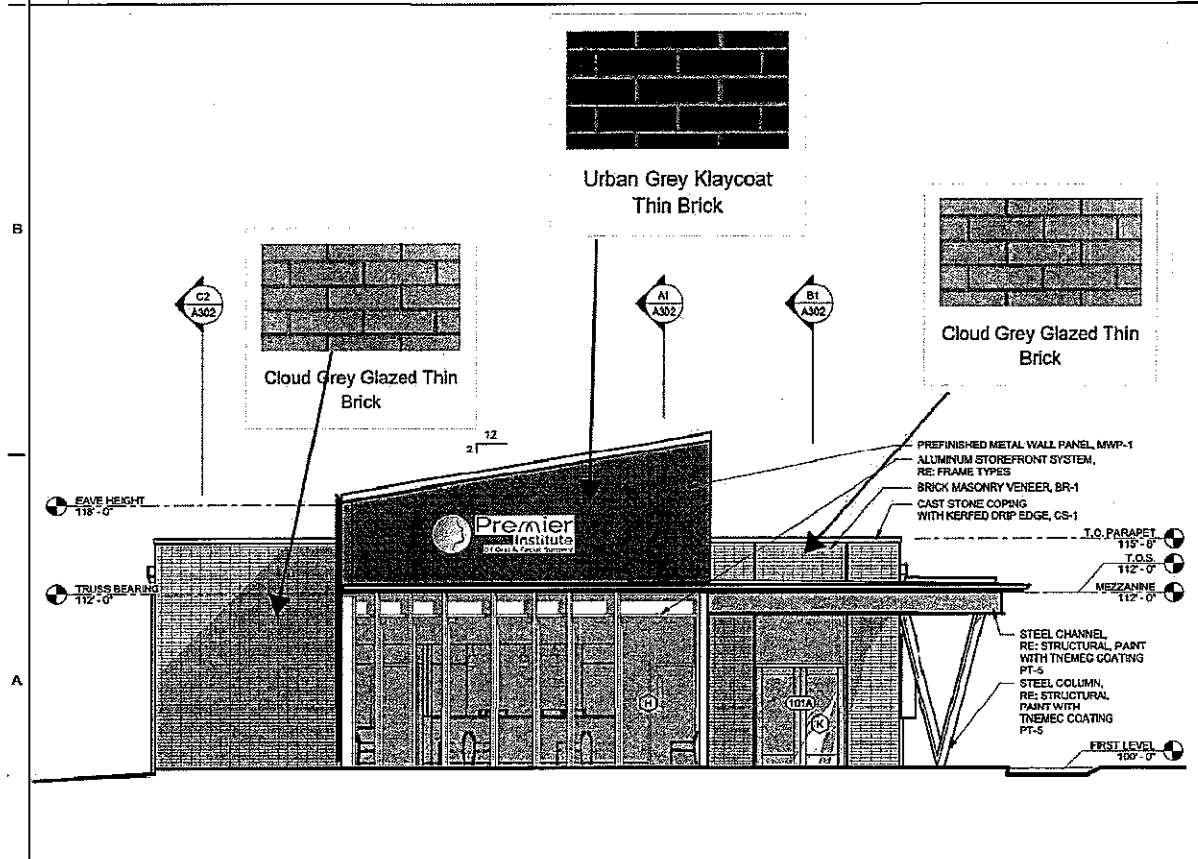 B
A
Urban Grey Klaycoat
Thin Brick
Cloud Grey Glazed Thin
Brick
Cloud Grey Glazed Thin
Brick
C2
A302
A1
A302
B1
A302
12
2
PREFINISHED METAL WALL PANEL, MWP-1
ALUMINUM STOREFRONT SYSTEM,
RE: FRAME TYPES
BRICK MASONRY VENEER, BR-1
CAST STONE COPING
WITH KERFED DRIP EDGE, CS-1
EAVE HEIGHT
118'-0"
TRUSS BEARING
112'-0"
Premier
Institute
Of Oral & Facial Surgery
T.O. PARAPET
T.O.S.
112'-0"
MEZZANINE
112'-0"
STEEL CHANNEL,
RE: STRUCTURAL, PAINT
WITH TNEMEC COATING
PT-5
STEEL COLUMN,
RE: STRUCTURAL
PAINT WITH
TNEMEC COATING
PT-5
H
101A
K
FIRST LEVEL
100'-0"